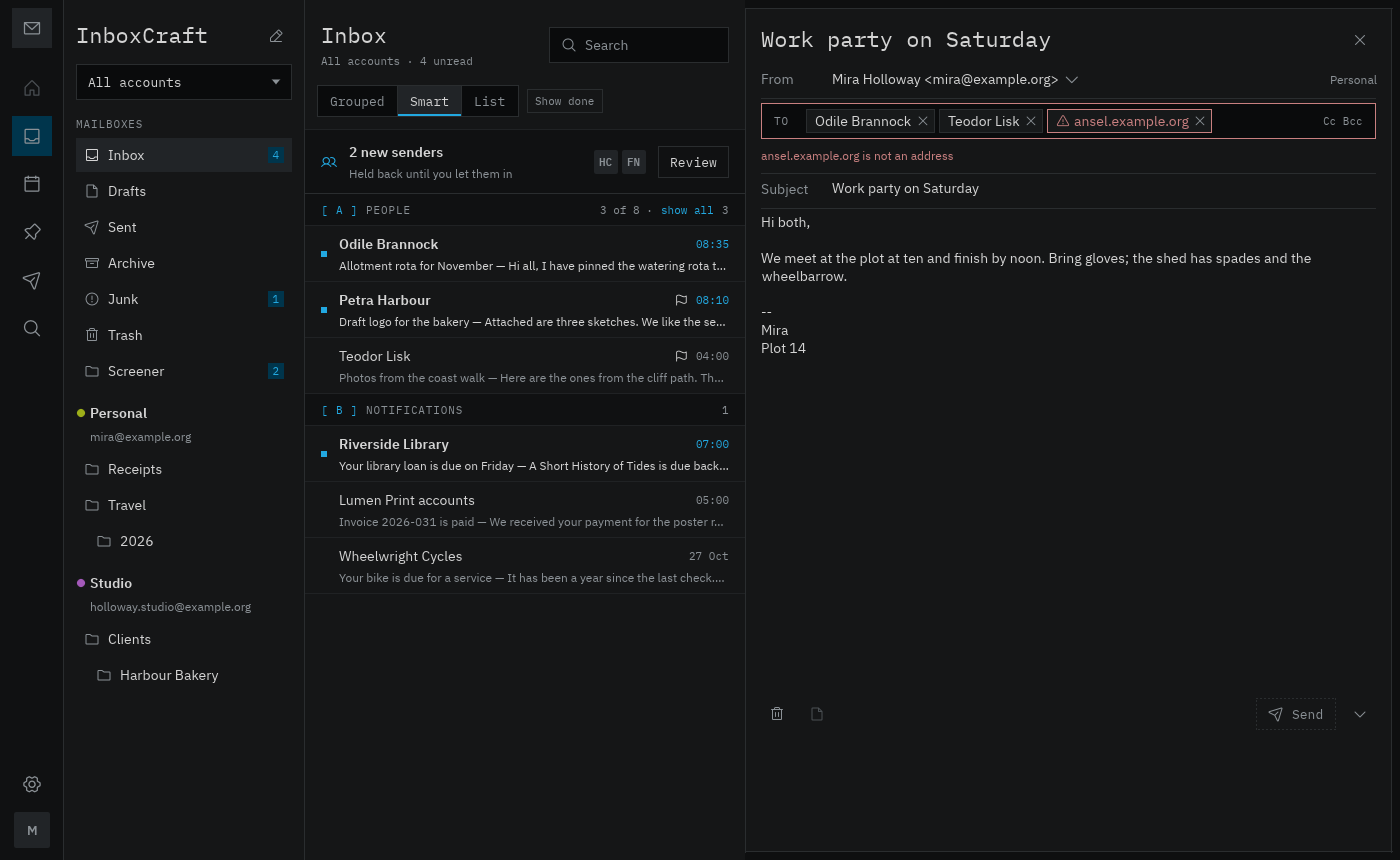 InboxCraft
All accounts
MAILBOXES
Inbox 4
Drafts
Sent
Archive
Junk 1
Trash
Screener 2
Personal
mira@example.org
Receipts
Travel
2026
Studio
holloway.studio@example.org
Clients
Harbour Bakery
M
Inbox
All accounts · 4 unread
Search
Grouped Smart List Show done
2 new senders
Held back until you let them in
HC FN Review
[ A ] PEOPLE 3 of 8 · show all 3
Odile Brannock 08:35
Allotment rota for November — Hi all, I have pinned the watering rota t…
Petra Harbour 08:10
Draft logo for the bakery — Attached are three sketches. We like the se…
Teodor Lisk 04:00
Photos from the coast walk — Here are the ones from the cliff path. Th…
[ B ] NOTIFICATIONS 1
Riverside Library 07:00
Your library loan is due on Friday — A Short History of Tides is due back…
Lumen Print accounts 05:00
Invoice 2026-031 is paid — We received your payment for the poster r…
Wheelwright Cycles 27 Oct
Your bike is due for a service — It has been a year since the last check.…
Work party on Saturday
From Mira Holloway <mira@example.org> Personal
TO Odile Brannock Teodor Lisk ansel.example.org Cc Bcc
ansel.example.org is not an address
Subject Work party on Saturday
Hi both,
We meet at the plot at ten and finish by noon. Bring gloves; the shed has spades and the
wheelbarrow.
--
Mira
Plot 14
Send